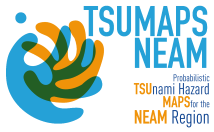 TSUMAPS
NEAM
Probabilistic
TSUnami Hazard
MAPS for the
NEAM Region